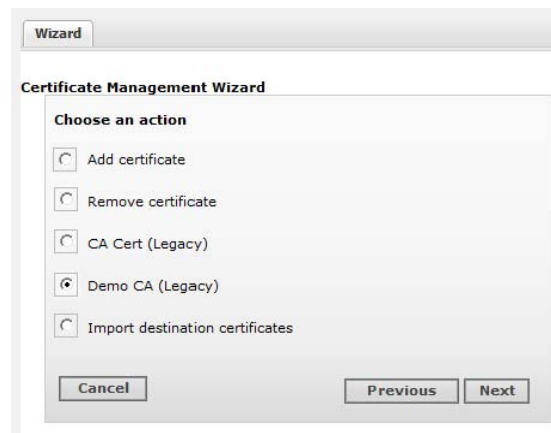 Wizard
Certificate Management Wizard
Choose an action
Add certificate
Remove certificate
CA Cert (Legacy)
Demo CA (Legacy)
Import destination certificates
Cancel Previous Next